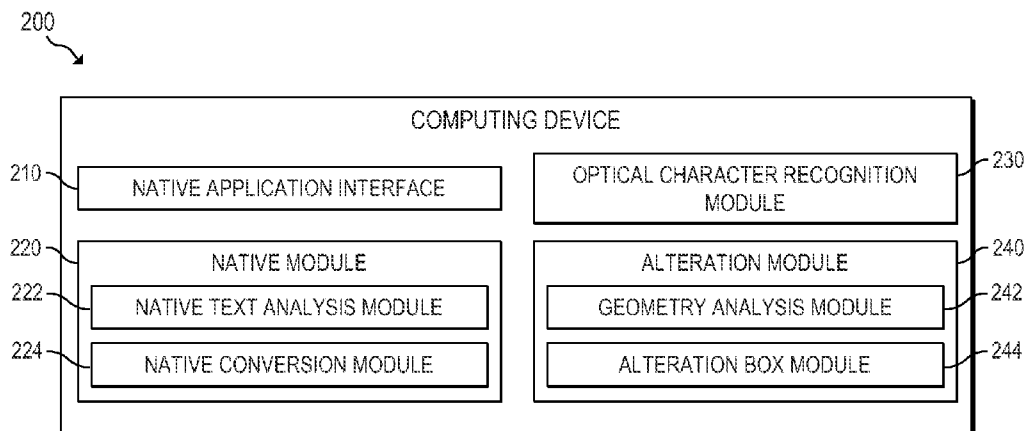 200
COMPUTING DEVICE
210
NATIVE APPLICATION INTERFACE
OPTICAL CHARACTER RECOGNITION
MODULE
230
220
NATIVE MODULE
222
NATIVE TEXT ANALYSIS MODULE
224
NATIVE CONVERSION MODULE
ALTERATION MODULE
240
GEOMETRY ANALYSIS MODULE
242
ALTERATION BOX MODULE
244